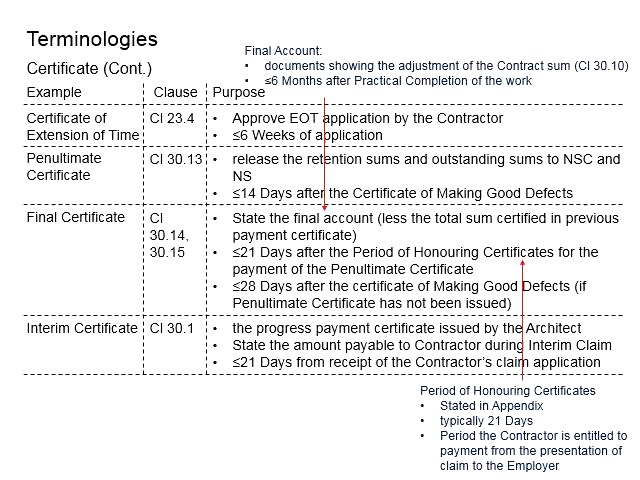 Terminologies
Final Account:
• documents showing the adjustment of the Contract sum (Cl 30.10)
• ≤6 Months after Practical Completion of the work
Certificate (Cont.)
Example Clause Purpose
Certificate of Extension of Time Cl 23.4 • Approve EOT application by the Contractor
• ≤6 Weeks of application
Penultimate Certificate Cl 30.13 • release the retention sums and outstanding sums to NSC and
NS
• ≤14 Days after the Certificate of Making Good Defects
Final Certificate Cl 30.14, 30.15 • State the final account (less the total sum certified in previous
payment certificate)
• ≤21 Days after the Period of Honouring Certificates for the
payment of the Penultimate Certificate
• ≤28 Days after the certificate of Making Good Defects (if
Penultimate Certificate has not been issued)
Interim Certificate Cl 30.1 • the progress payment certificate issued by the Architect
• State the amount payable to Contractor during Interim Claim
• ≤21 Days from receipt of the Contractor's claim application
Period of Honouring Certificates
• Stated in Appendix
• typically 21 Days
• Period the Contractor is entitled to
payment from the presentation of
claim to the Employer